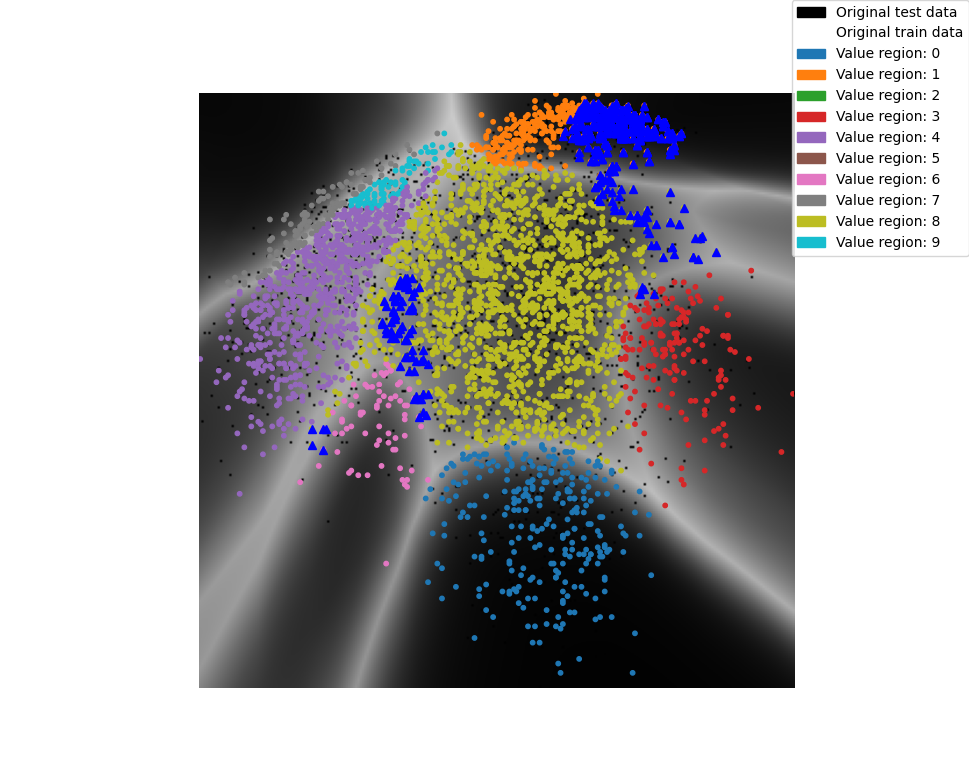 Original test data
Original train data
Value region: 0
Value region: 1
Value region: 2
Value region: 3
Value region: 4
Value region: 5
Value region: 6
Value region: 7
Value region: 8
Value region: 9